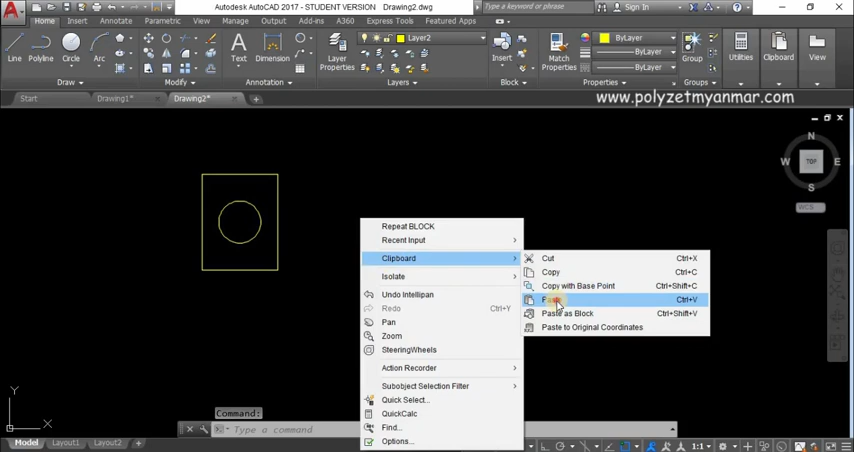 Autodesk AutoCAD 2017 - STUDENT VERSION Drawing2.dwg
Type a keyword or phrase
Sign In
Home Insert Annotate Parametric View Manage Output Add-ins A360 Express Tools Featured Apps
Line Polyline Circle Arc
Text Dimension
Layer Properties
Layer2
Insert
Match Properties
ByLayer
Group
Utilities
Clipboard
View
Draw
Modify
Annotation
Layers
Block
Properties
Groups
www.polyzetmyanmar.com
Start Drawing1* Drawing2*
N
W TOP E
S
WCS
Repeat BLOCK
Recent Input
Clipboard
Isolate
Undo Intellipan
Redo Ctrl+Y
Pan
Zoom
SteeringWheels
Action Recorder
Subobject Selection Filter
Quick Select...
QuickCalc
Find...
Options...
Cut Ctrl+X
Copy Ctrl+C
Copy with Base Point Ctrl+Shift+C
Paste Ctrl+V
Paste as Block Ctrl+Shift+V
Paste to Original Coordinates
Y
X
Command:
Type a command
Model Layout1 Layout2
1:1